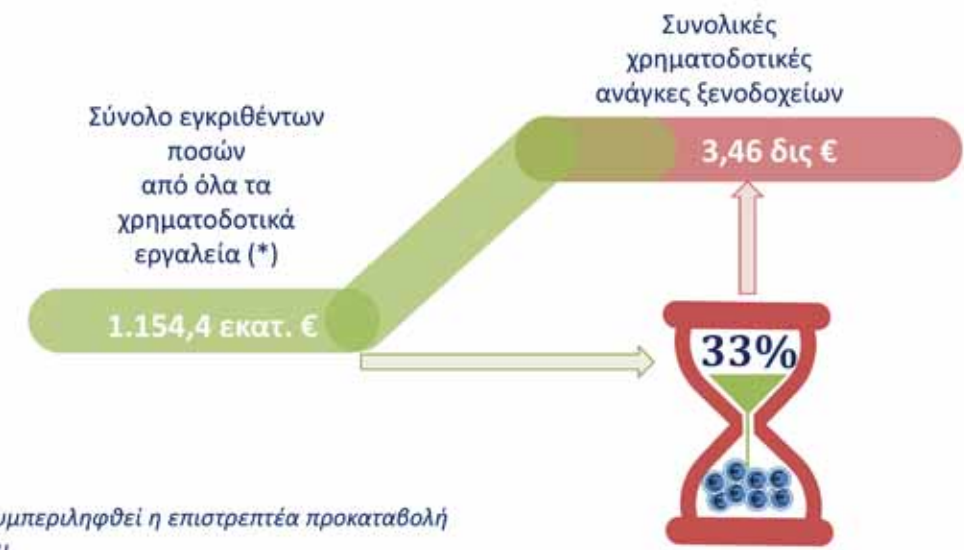 Συνολικές
χρηματοδοτικές
ανάγκες ξενοδοχείων
3,46 δις €
Σύνολο εγκριθέντων
ποσών
από όλα τα
χρηματοδοτικά
εργαλεία (*)
1.154,4 εκατ. €
33%
η επιστρεπτέα προκαταβολή